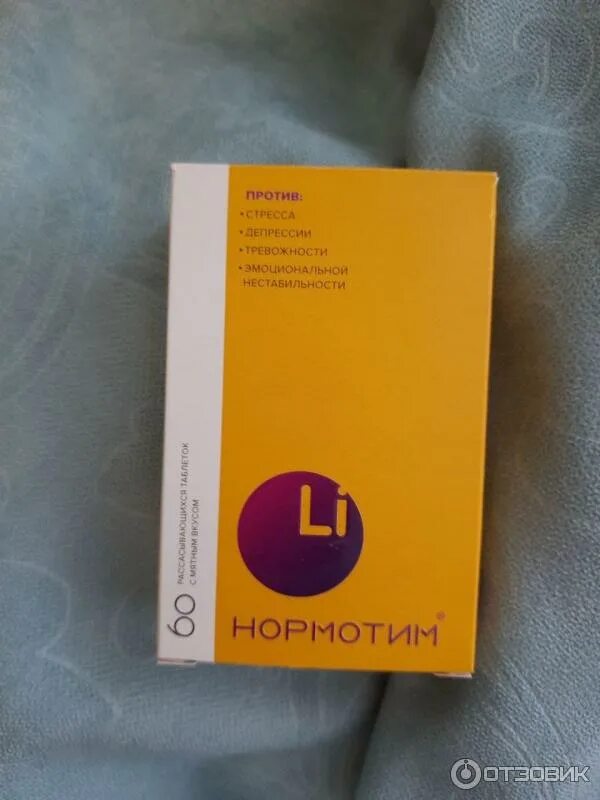 ПРОТИВ:
• СТРЕССА
• ДЕПРЕССИИ
• ТРЕВОЖНОСТИ
• ЭМОЦИОНАЛЬНОЙ
НЕСТАБИЛЬНОСТИ
Li
НОРМОТИМ®
60 РАССАСЫВАЮЩИХСЯ ТАБЛЕТОК
С МЯТНЫМ ВКУСОМ
ОТЗОВИК